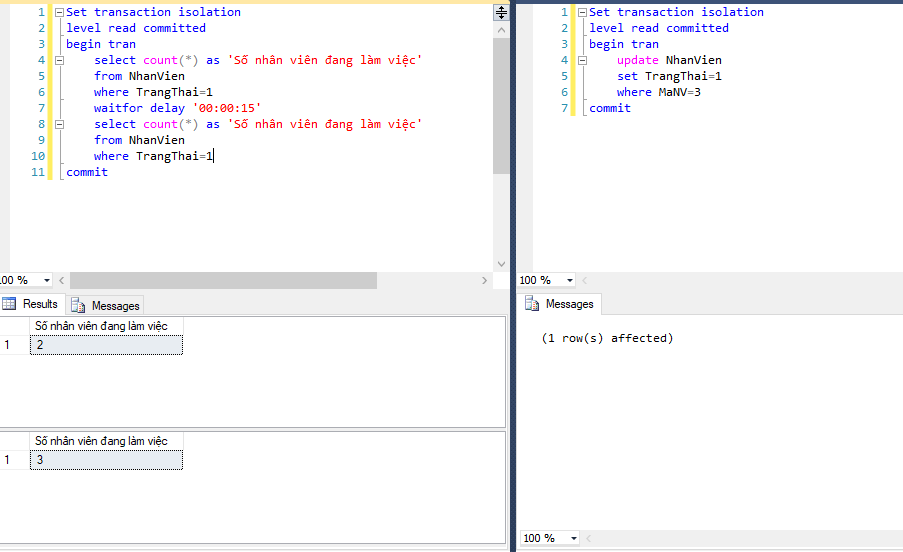 1 Set transaction isolation
2 level read committed
3 begin tran
4 select count(*) as 'Số nhân viên đang làm việc'
5 from NhanVien
6 where TrangThai=1
7 waitfor delay '00:00:15'
8 select count(*) as 'Số nhân viên đang làm việc'
9 from NhanVien
10 where TrangThai=1
11 commit
100 %
Results Messages
Số nhân viên đang làm việc
1 2
Số nhân viên đang làm việc
1 3
1 Set transaction isolation
2 level read committed
3 begin tran
4 update NhanVien
5 set TrangThai=1
6 where MaNV=3
7 commit
100 %
Messages
(1 row(s) affected)
100 %